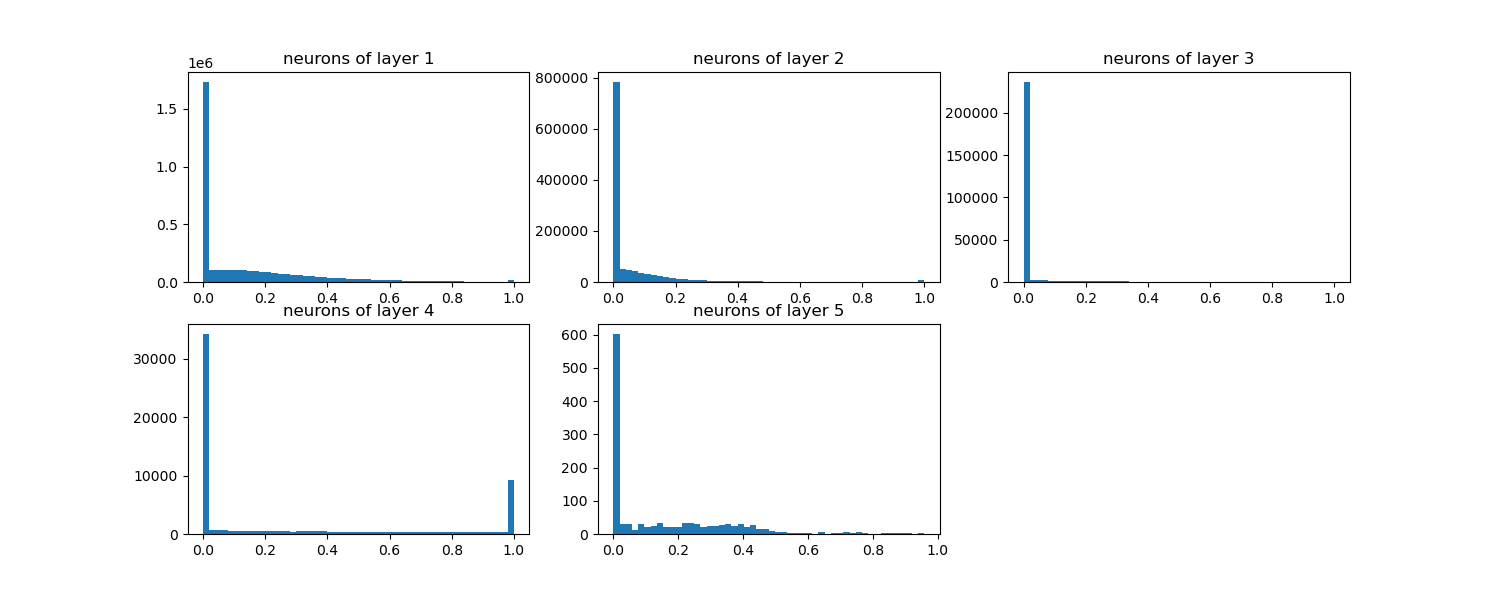 neurons of layer 1
1e6
1.5
1.0
0.5
0.0
0.0 0.2 0.4 0.6 0.8 1.0
neurons of layer 2
800000
600000
400000
200000
0
0.0 0.2 0.4 0.6 0.8 1.0
neurons of layer 3
200000
150000
100000
50000
0
0.0 0.2 0.4 0.6 0.8 1.0
neurons of layer 4
30000
20000
10000
0
0.0 0.2 0.4 0.6 0.8 1.0
neurons of layer 5
600
500
400
300
200
100
0
0.0 0.2 0.4 0.6 0.8 1.0